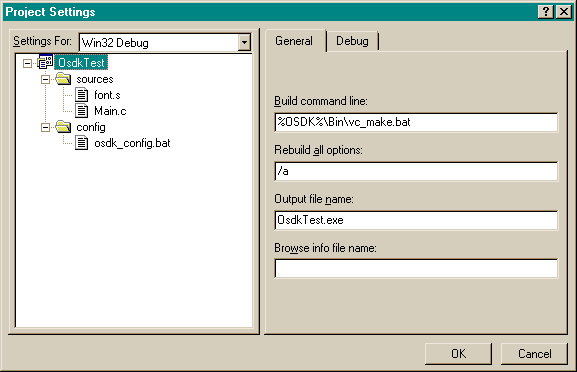 Project Settings
Settings For: Win32 Debug
OsdkTest
sources
font.s
Main.c
config
osdk_config.bat
General Debug
Build command line:
%OSDK%\Bin\vc_make.bat
Rebuild all options:
/a
Output file name:
OsdkTest.exe
Browse info file name:
OK Cancel